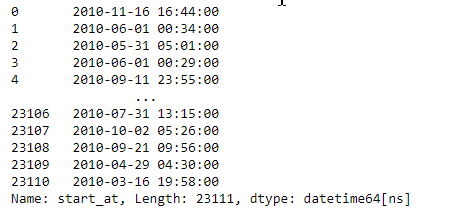 0       2010-11-16 16:44:00
1       2010-06-01 00:34:00
2       2010-05-31 05:01:00
3       2010-06-01 00:29:00
4       2010-09-11 23:55:00
...
23106   2010-07-31 13:15:00
23107   2010-10-02 05:26:00
23108   2010-09-21 09:56:00
23109   2010-04-29 04:30:00
23110   2010-03-16 19:58:00
Name: start_at, Length: 23111, dtype: datetime64[ns]